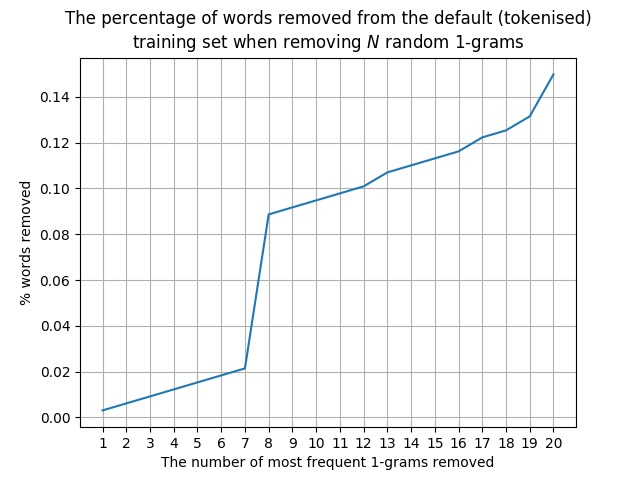 The percentage of words removed from the default (tokenised)
training set when removing N random 1-grams
% words removed
0.14
0.12
0.10
0.08
0.06
0.04
0.02
0.00
1 2 3 4 5 6 7 8 9 10 11 12 13 14 15 16 17 18 19 20
The number of most frequent 1-grams removed